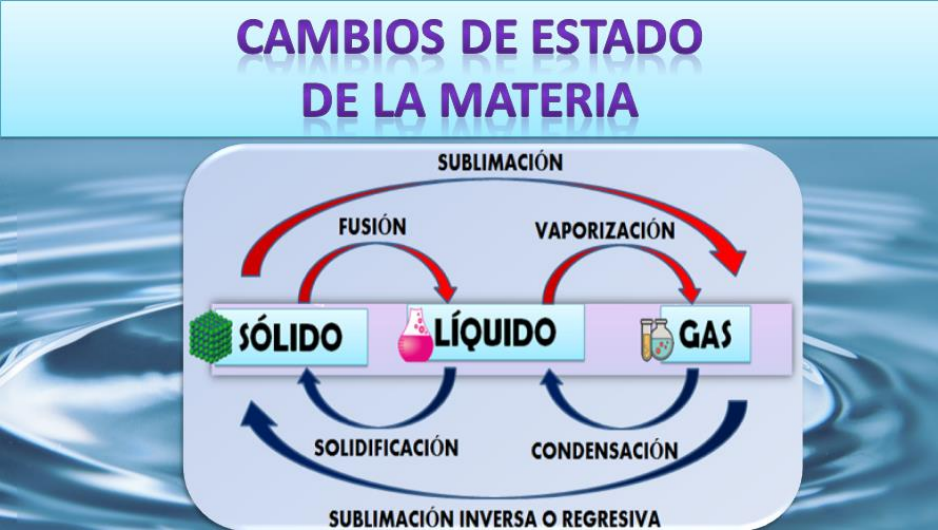 CAMBIOS DE ESTADO
DE LA MATERIA
SUBLIMACIÓN
FUSIÓN
VAPORIZACIÓN
SÓLIDO
LÍQUIDO
GAS
SOLIDIFICACIÓN
CONDENSACIÓN
SUBLIMACIÓN INVERSA O REGRESIVA